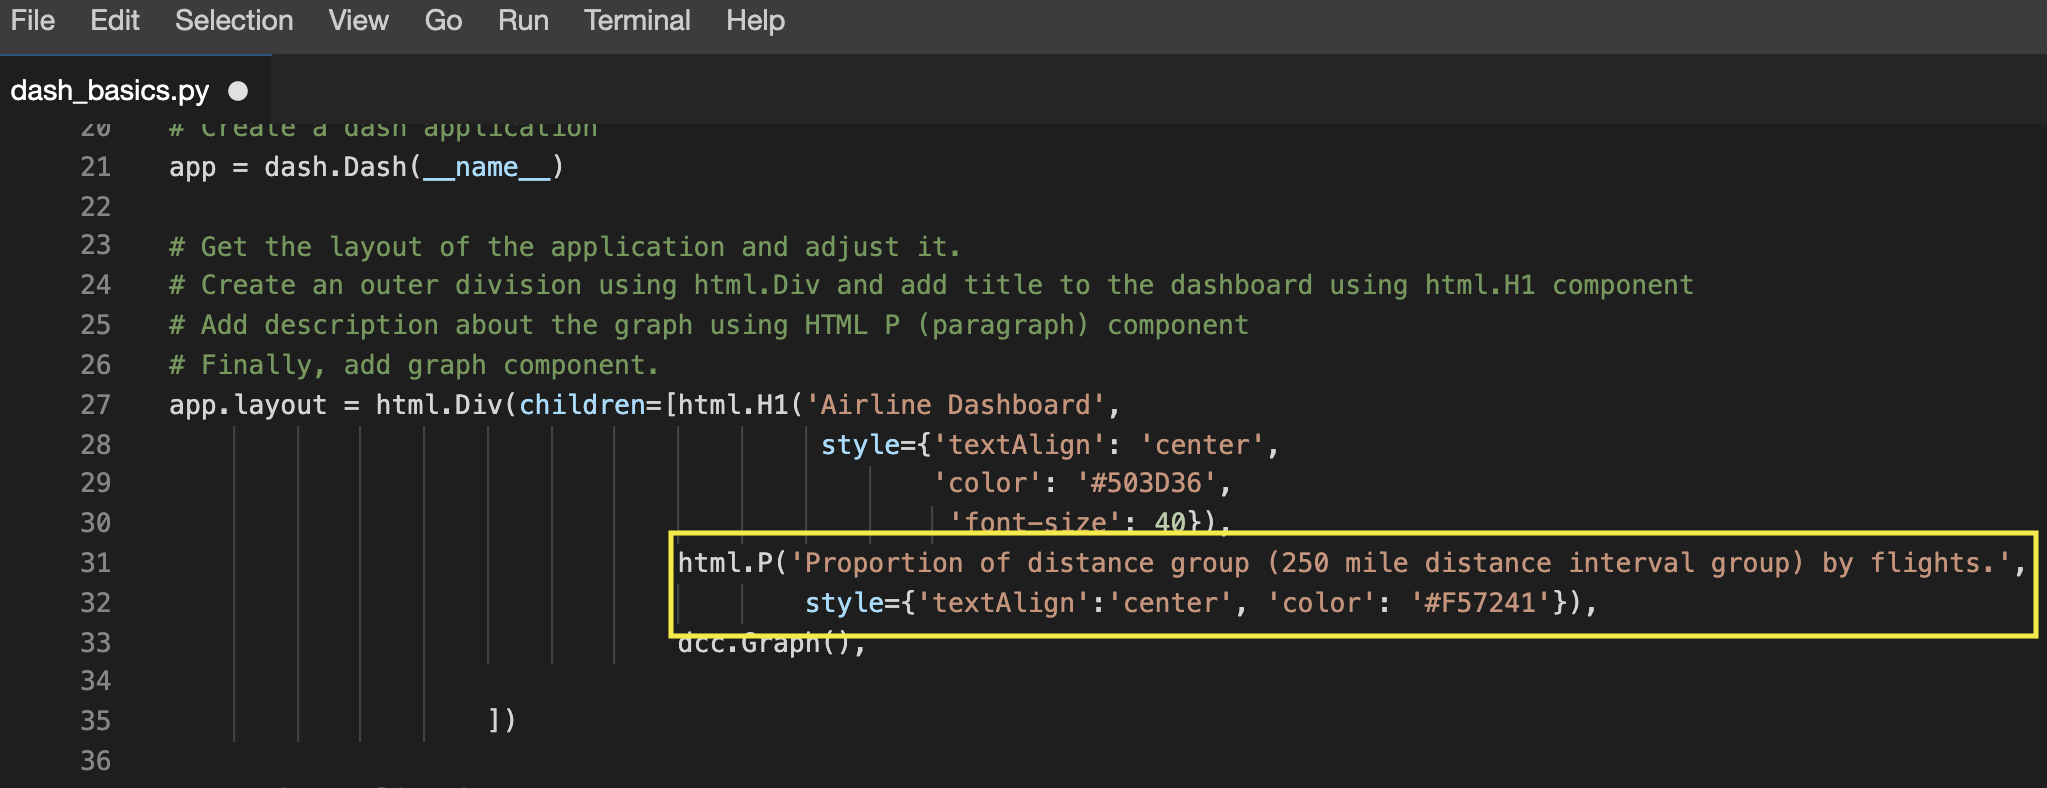 File Edit Selection View Go Run Terminal Help
dash_basics.py
20 # Create a dash application
21 app = dash.Dash(__name__)
22
23 # Get the layout of the application and adjust it.
24 # Create an outer division using html.Div and add title to the dashboard using html.H1 component
25 # Add description about the graph using HTML P (paragraph) component
26 # Finally, add graph component.
27 app.layout = html.Div(children=[html.H1('Airline Dashboard',
28 style={'textAlign': 'center',
29 'color': '#503D36',
30 'font-size': 40}),
31 html.P('Proportion of distance group (250 mile distance interval group) by flights.',
32 style={'textAlign':'center', 'color': '#F57241'}),
33 dcc.Graph(),
34
35 ])
36